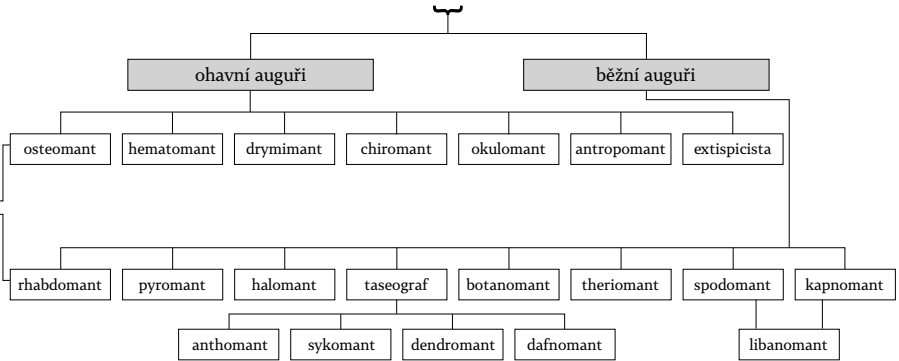 ohavní auguři
běžní auguři
osteomant
hematomant
drymimant
chiromant
okulomant
antropomant
extispicista
rhabdomant
pyromant
halomant
taseograf
botanomant
theriomant
spodomant
kapnomant
anthomant
sykomant
dendromant
dafnomant
libanomant